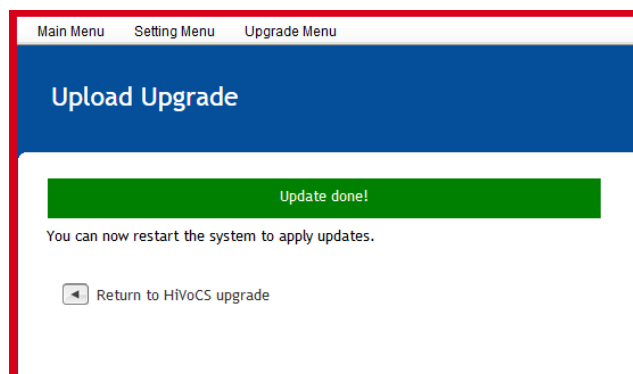 Main Menu Setting Menu Upgrade Menu
Upload Upgrade
Update done!
You can now restart the system to apply updates.
Return to HiVoCS upgrade